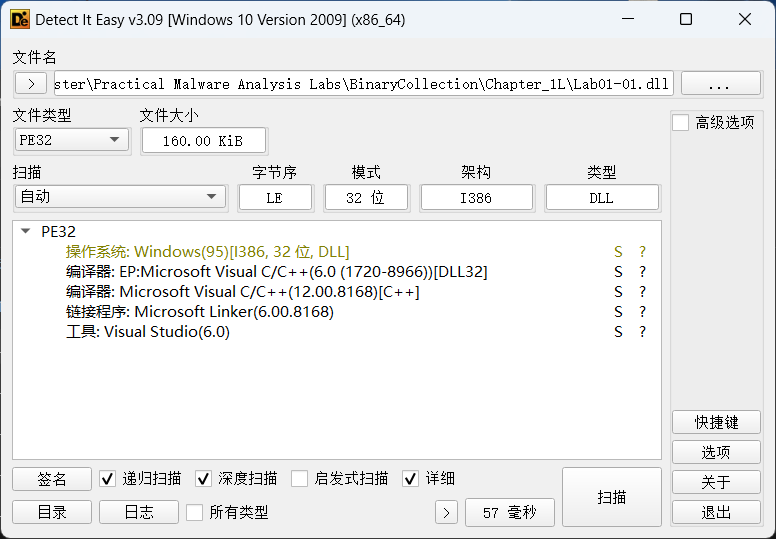 Detect It Easy v3.09 [Windows 10 Version 2009] (x86_64)
文件名
> ster\Practical Malware Analysis Labs\BinaryCollection\Chapter_1L\Lab01-01.dll ...
文件类型 文件大小 高级选项
PE32 160.00 KiB
扫描 字节序 模式 架构 类型
自动 LE 32 位 I386 DLL
PE32
操作系统: Windows(95)[I386, 32 位, DLL] S ?
编译器: EP:Microsoft Visual C/C++(6.0 (1720-8966))[DLL32] S ?
编译器: Microsoft Visual C/C++(12.00.8168)[C++] S ?
链接程序: Microsoft Linker(6.00.8168) S ?
工具: Visual Studio(6.0) S ?
快捷键
选项
关于
退出
签名 递归扫描 深度扫描 启发式扫描 详细 扫描
目录 日志 所有类型 > 57 毫秒